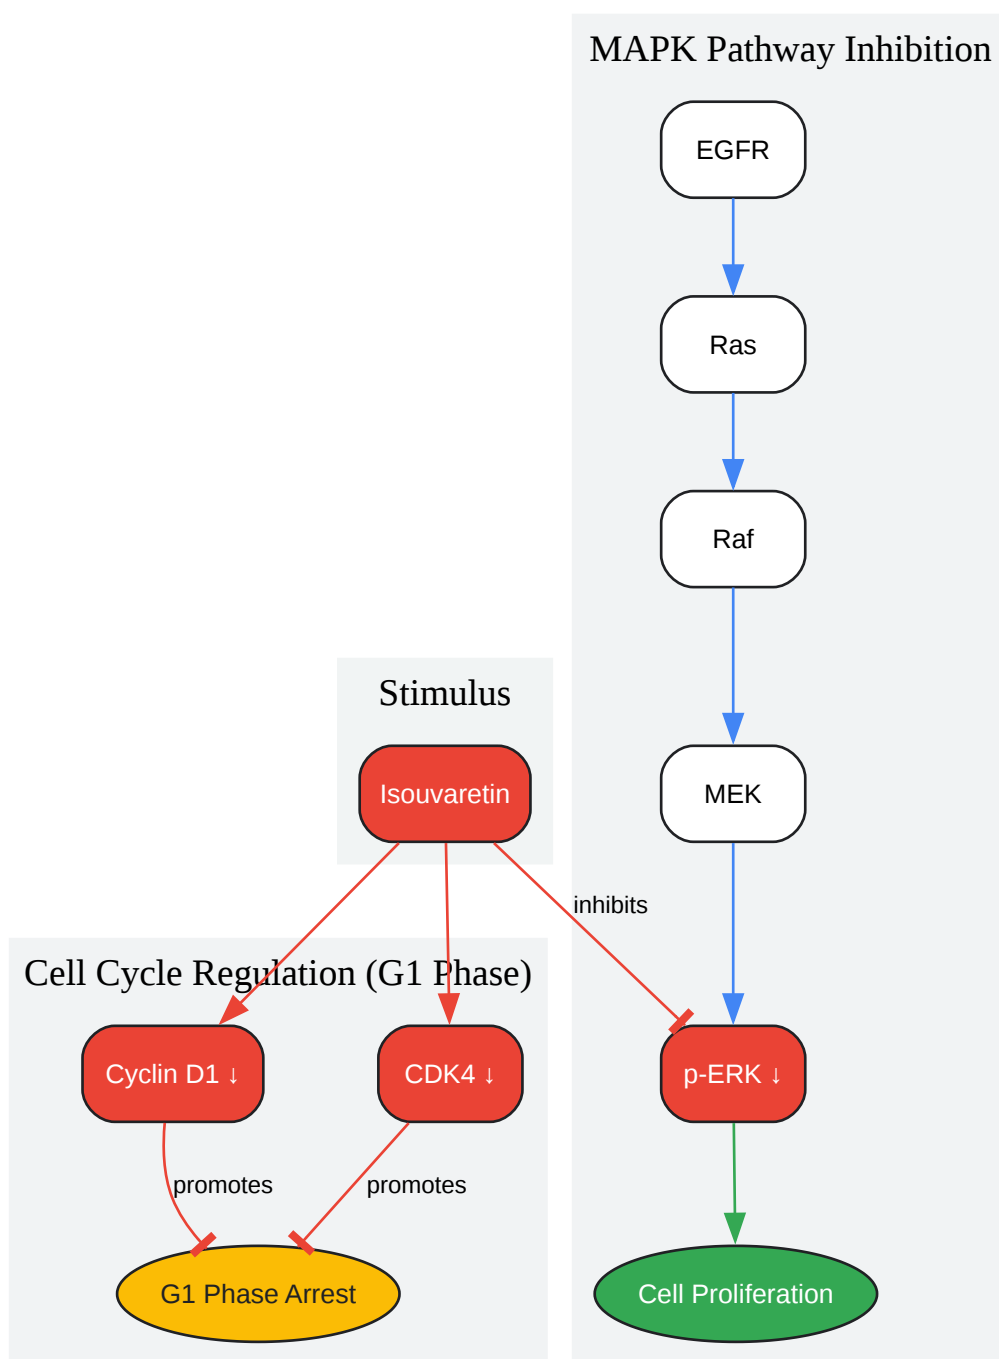 MAPK Pathway Inhibition
EGFR
Ras
Raf
Stimulus
Isouvaretin
MEK
inhibits
Cell Cycle Regulation (G1 Phase)
Cyclin D1 ↓
CDK4 ↓
p-ERK ↓
promotes
promotes
G1 Phase Arrest
Cell Proliferation